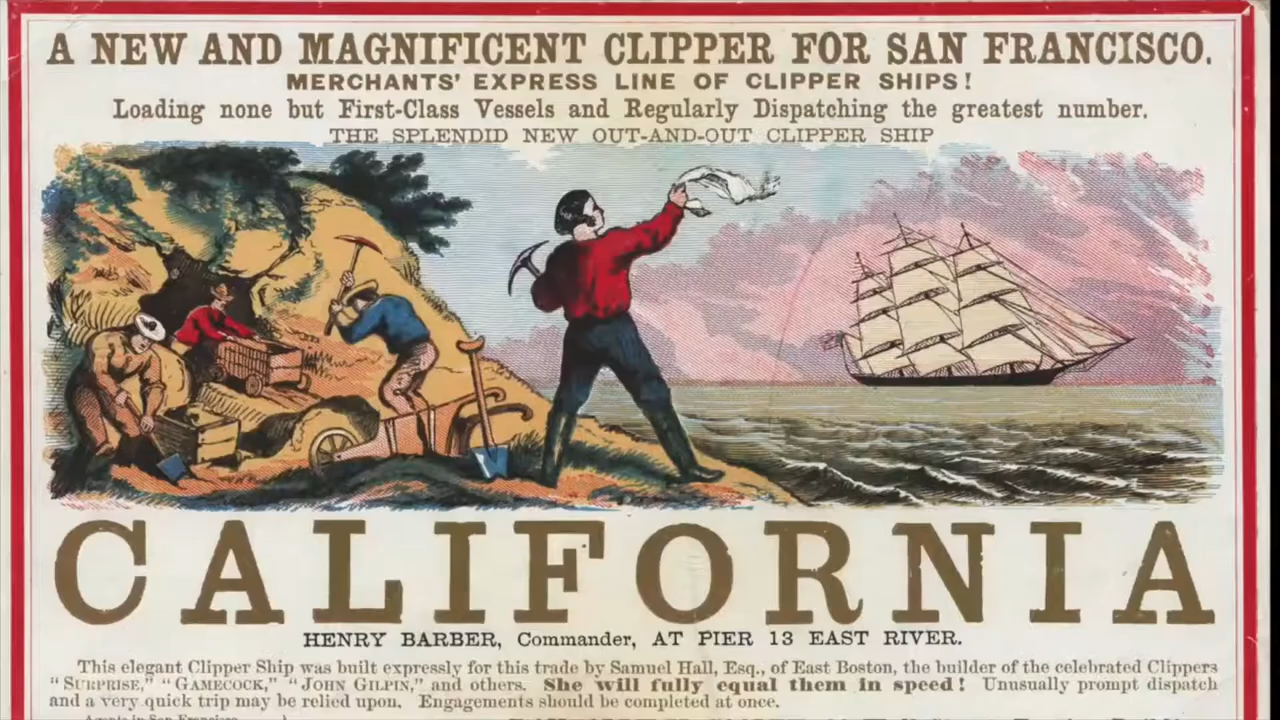 A NEW AND MAGNIFICENT CLIPPER FOR SAN FRANCISCO.
MERCHANTS' EXPRESS LINE OF CLIPPER SHIPS!
Loading none but First-Class Vessels and Regularly Dispatching the greatest number.
THE SPLENDID NEW OUT-AND-OUT CLIPPER SHIP
CALIFORNIA
HENRY BARBER, Commander, AT PIER 13 EAST RIVER.
This elegant Clipper Ship was built expressly for this trade by Samuel Hall, Esq., of East Boston, the builder of the celebrated Clippers
"SURPRISE," "GAMECOCK," "JOHN GILPIN," and others. She will fully equal them in speed! Unusually prompt dispatch
and a very quick trip may be relied upon. Engagements should be completed at once.
Agents in San Francisco